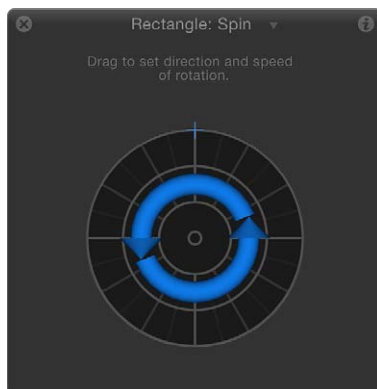 Rectangle: Spin
Drag to set direction and speed
of rotation.